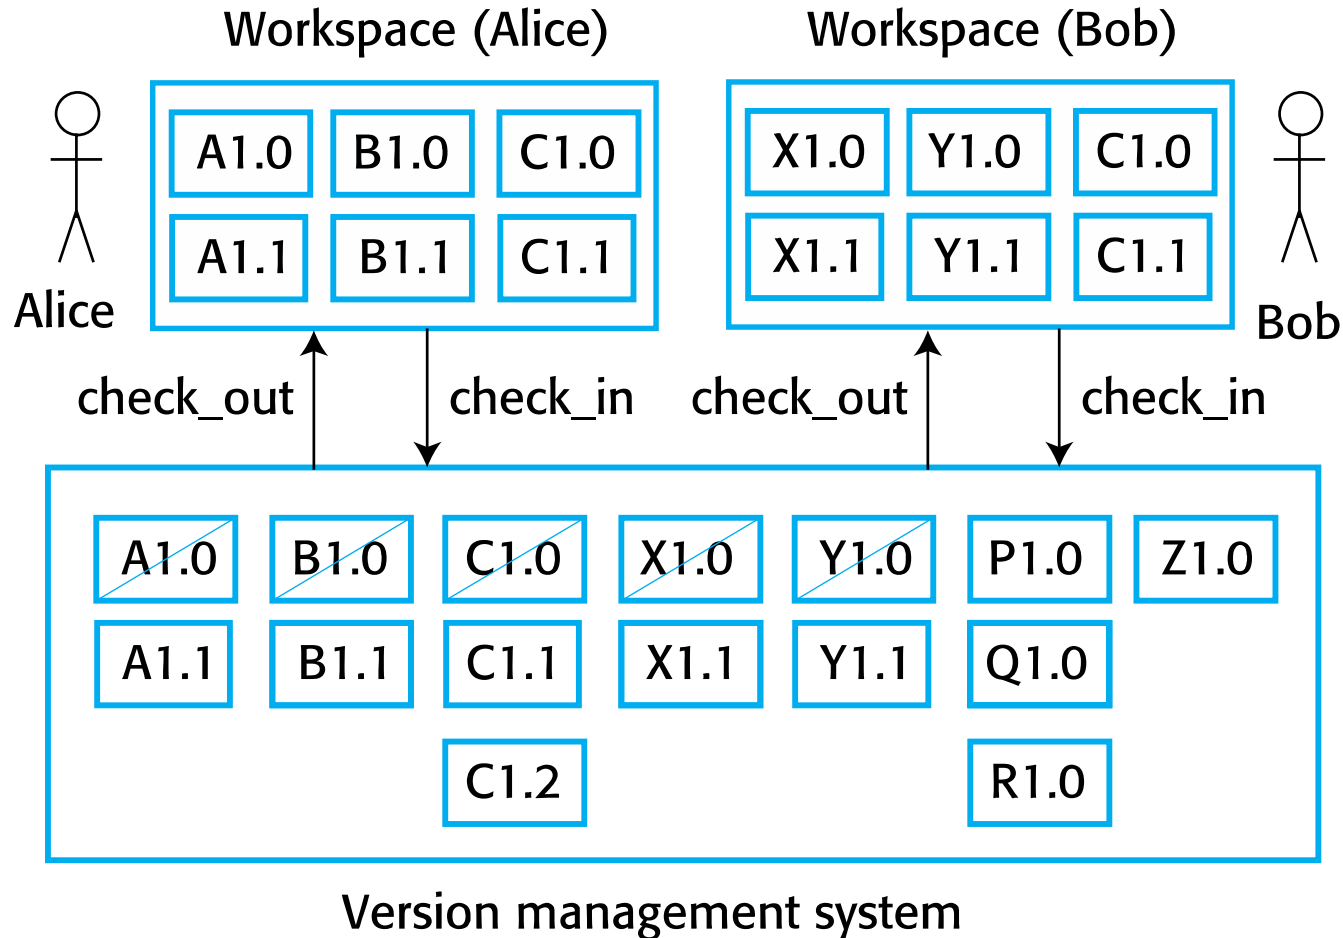 Workspace (Alice)
Workspace (Bob)
A1.0 B1.0 C1.0
X1.0 Y1.0 C1.0
A1.1 B1.1 C1.1
X1.1 Y1.1 C1.1
Alice
Bob
check_out
check_in
check_out
check_in
A1.0 B1.0 C1.0 X1.0 Y1.0 P1.0 Z1.0
A1.1 B1.1 C1.1 X1.1 Y1.1 Q1.0
C1.2 R1.0
Version management system